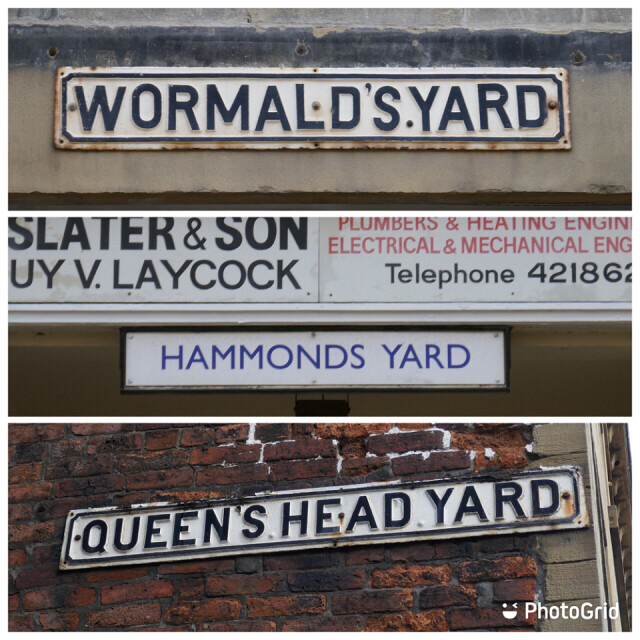 WORMALD'S.YARD
SLATER & SON
UY V. LAYCOCK
PLUMBERS & HEATING ENGIN
ELECTRICAL & MECHANICAL ENG
Telephone 421862
HAMMONDS YARD
QUEEN'S HEAD YARD
PhotoGrid